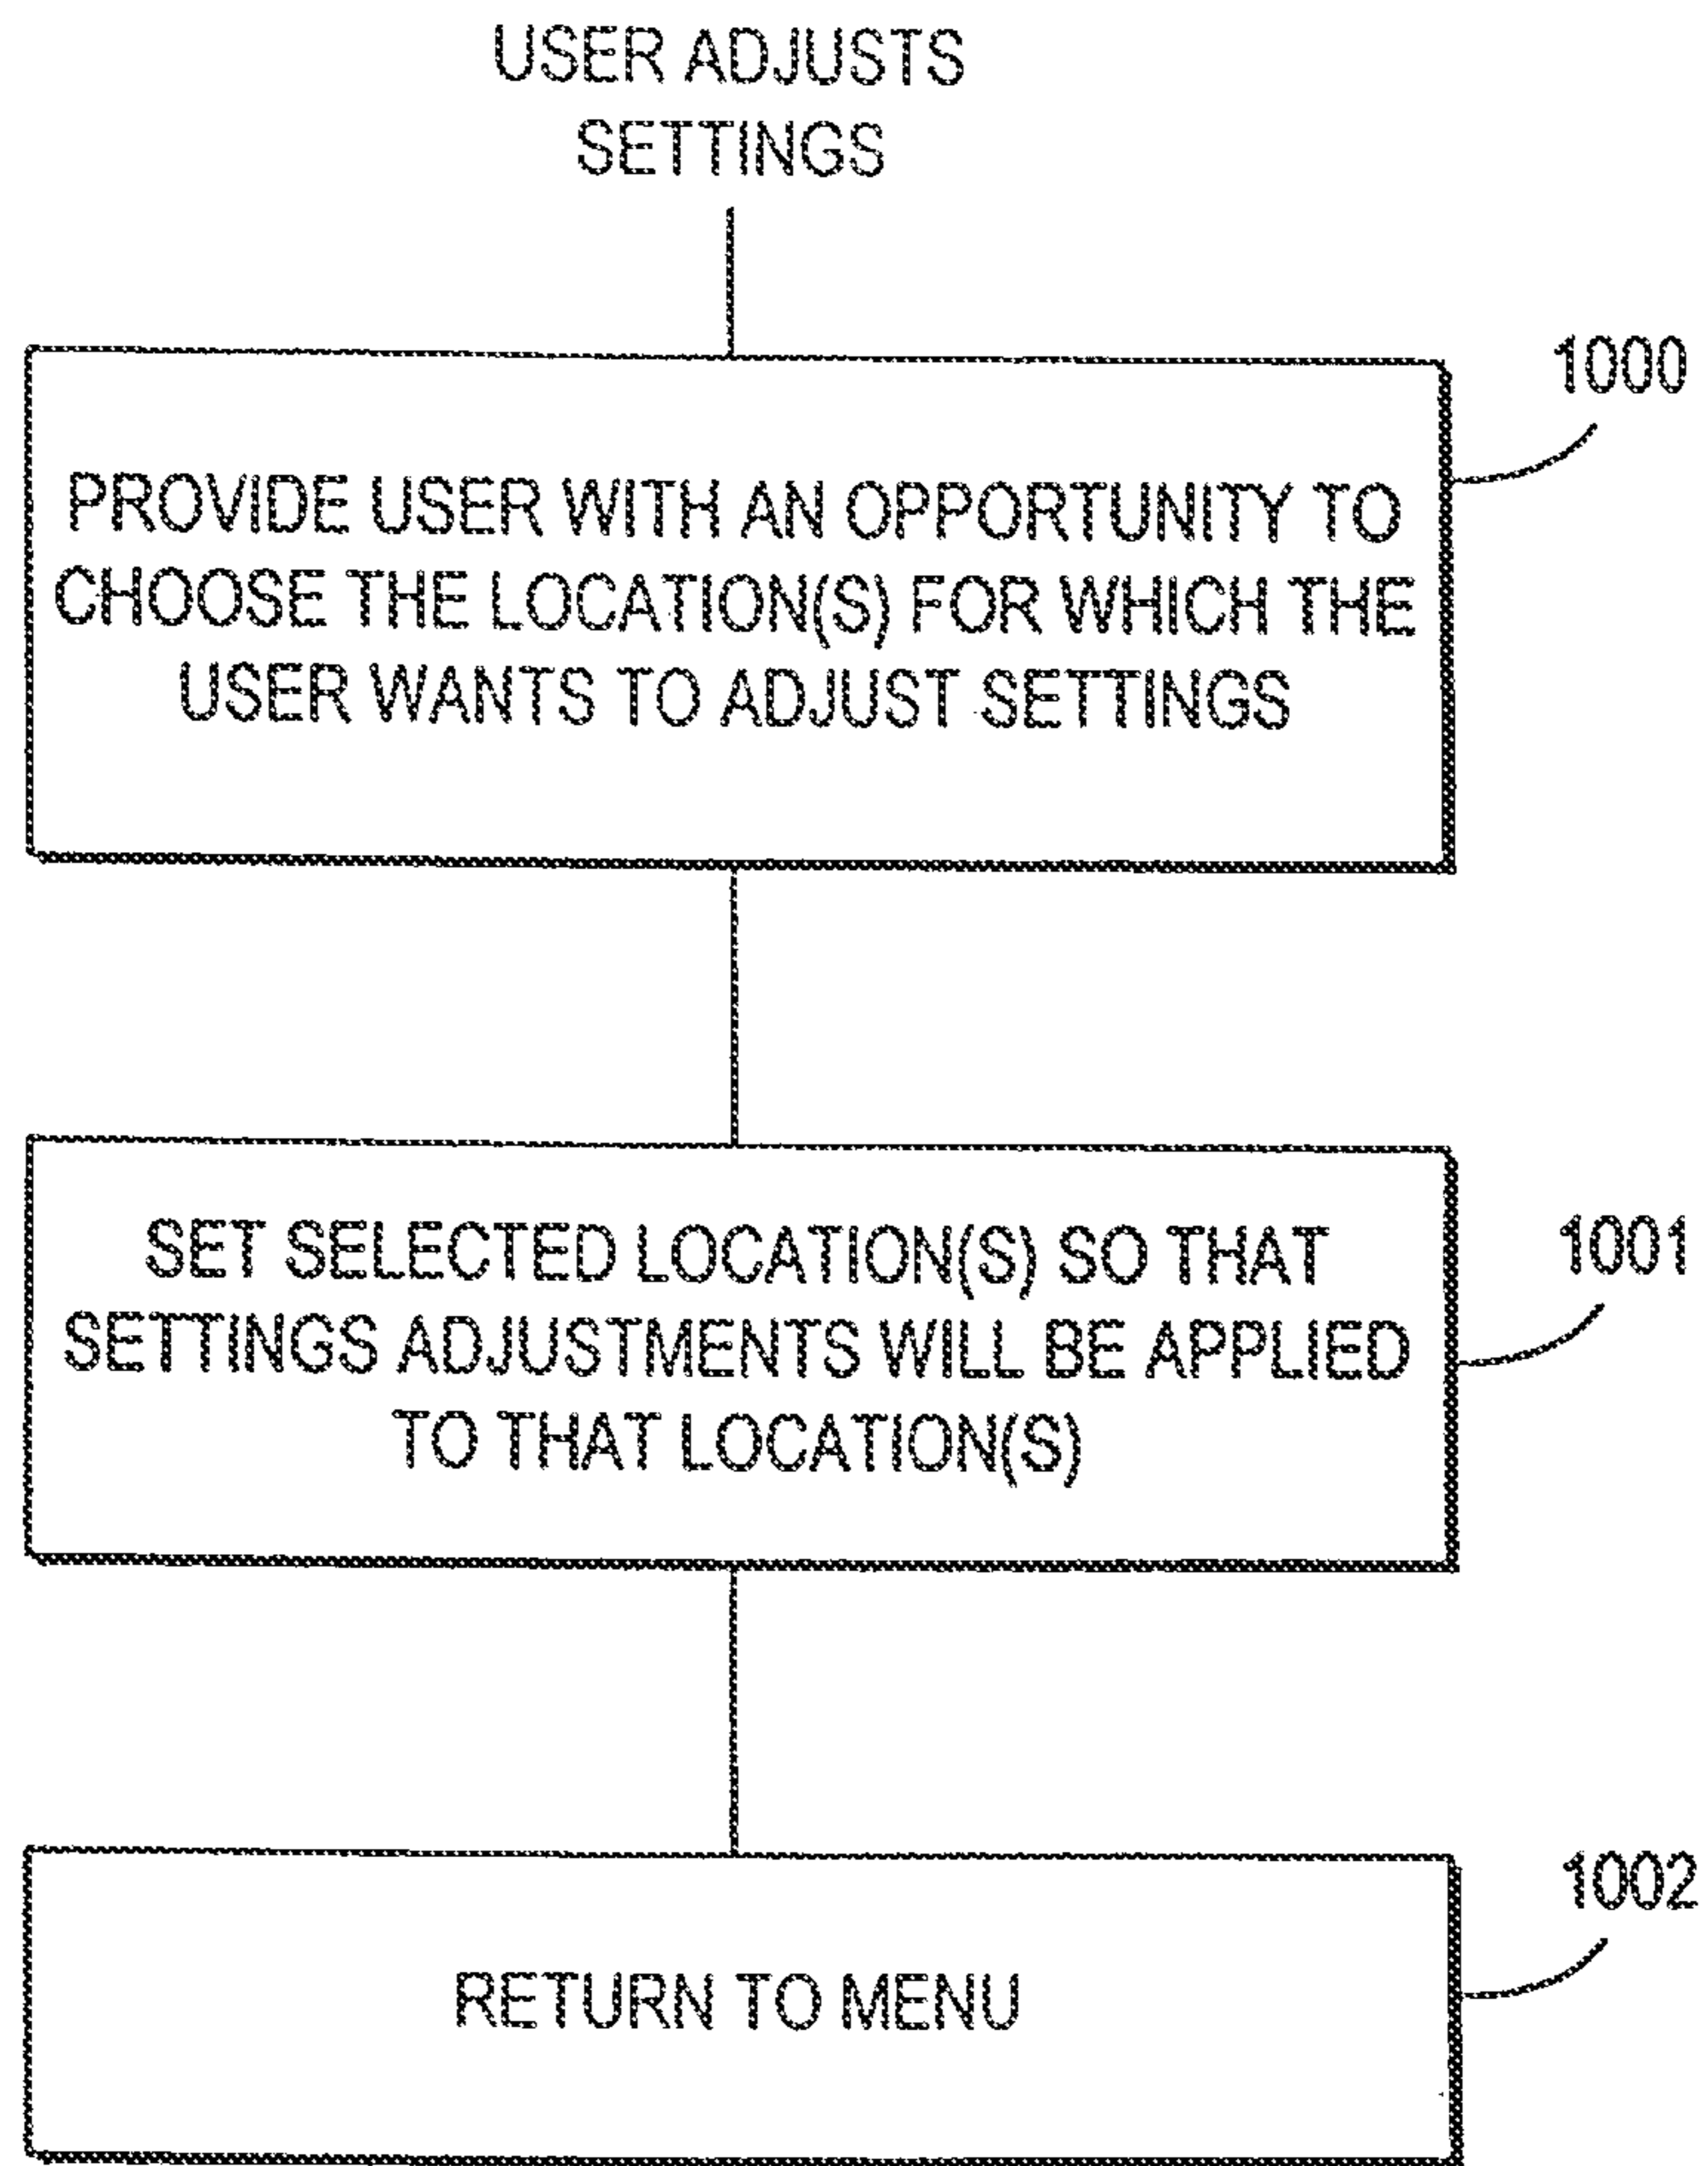 USER ADJUSTS
SETTINGS
1000
PROVIDE USER WITH AN OPPORTUNITY TO
CHOOSE THE LOCATION(S) FOR WHICH THE
USER WANTS TO ADJUST SETTINGS
1001
SET SELECTED LOCATION(S) SO THAT
SETTINGS ADJUSTMENTS WILL BE APPLIED
TO THAT LOCATION(S)
1002
RETURN TO MENU